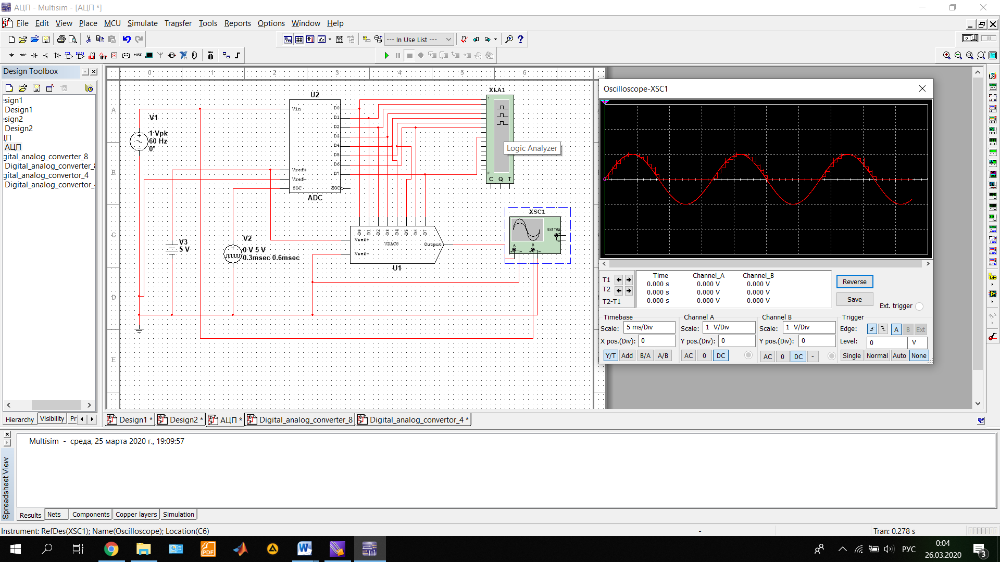 АЦП - Multisim - [АЦП *]
File Edit View Place MCU Simulate Transfer Tools Reports Options Window Help
--- In Use List ---
Design Toolbox
esign1
Design1
esign2
Design2
ЦП
АЦП
gital_analog_converter_8
Digital_analog_converter_
gital_analog_convertor_4
Digital_analog_convertor_
Hierarchy Visibility Pr
0 1 2 3 4 5 6
A
B
C
D
E
V1
1 Vpk
60 Hz
0°
U2
Vin
Vref+
Vref-
SOC
D0
D1
D2
D3
D4
D5
D6
D7
EOC
ADC
XLA1
1
F
C Q T
Logic Analyzer
V3
5 V
V2
0 V 5 V
0.3msec 0.6msec
D0 D1 D2 D3 D4 D5 D6 D7
Vref+
VDAC8
Output
Vref-
U1
XSC1
Ext Trig
A B
Oscilloscope-XSC1
Time Channel_A Channel_B
T1 0.000 s 0.000 V 0.000 V
T2 0.000 s 0.000 V 0.000 V
T2-T1 0.000 s 0.000 V 0.000 V
Reverse
Save
Ext. trigger
Timebase
Scale: 5 ms/Div
X pos.(Div): 0
Y/T Add B/A A/B
Channel A
Scale: 1 V/Div
Y pos.(Div): 0
AC 0 DC
Channel B
Scale: 1 V/Div
Y pos.(Div): 0
AC 0 DC -
Trigger
Edge: A B Ext
Level: 0 V
Single Normal Auto None
Design1 * Design2 * АЦП * Digital_analog_converter_8 Digital_analog_convertor_4 *
Spreadsheet View
Multisim - среда, 25 марта 2020 г., 19:09:57
Results Nets Components Copper layers Simulation
Instrument: RefDes(XSC1); Name(Oscilloscope); Location(C6) - Tran: 0.278 s
РУС
0:04
26.03.2020
3